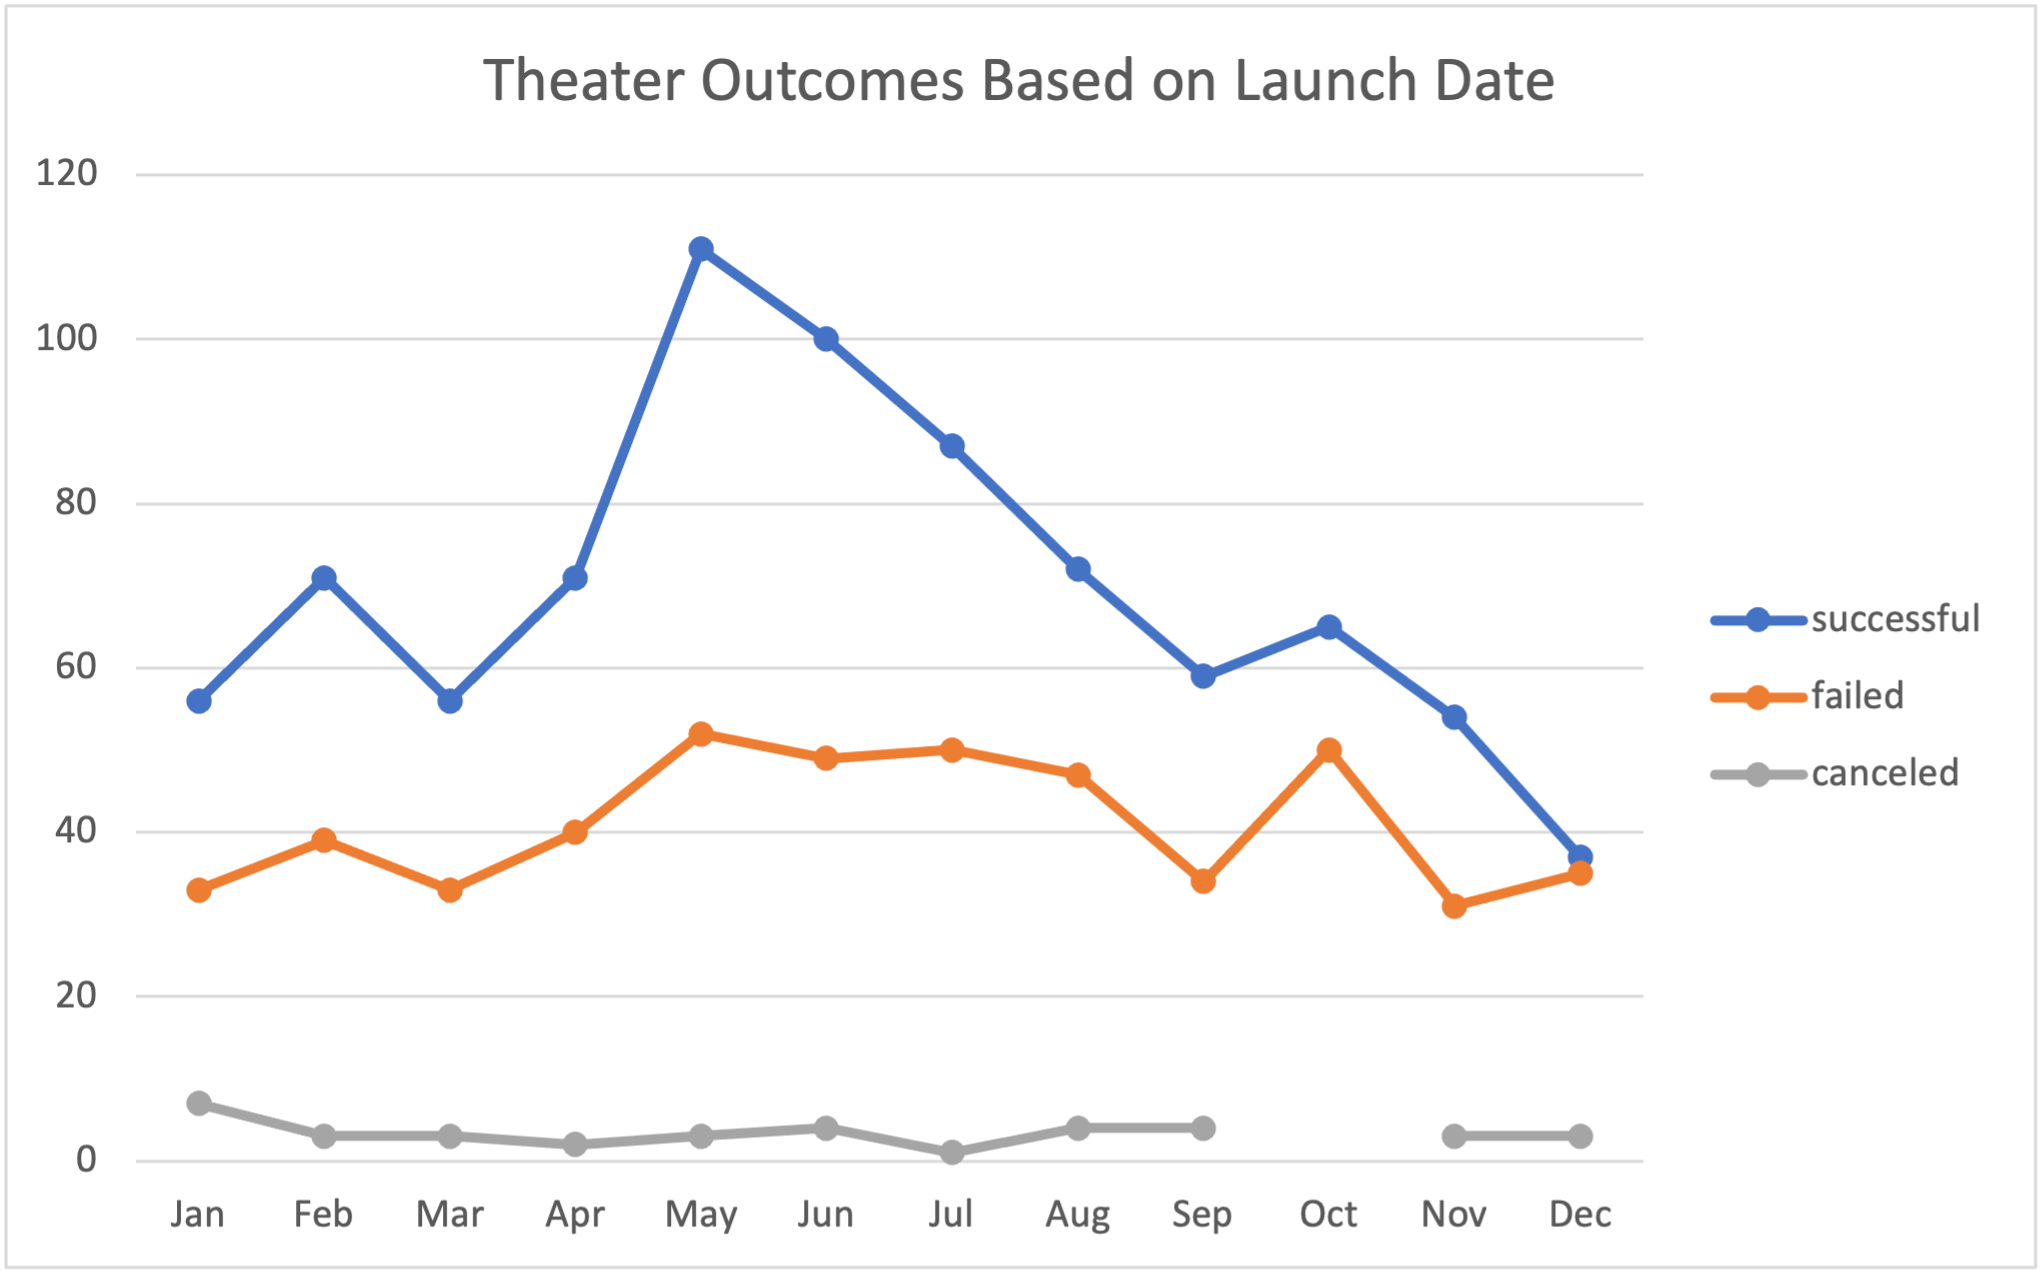 Theater Outcomes Based on Launch Date
120
100
80
60
40
20
0
Jan Feb Mar Apr May Jun Jul Aug Sep Oct Nov Dec
successful
failed
canceled